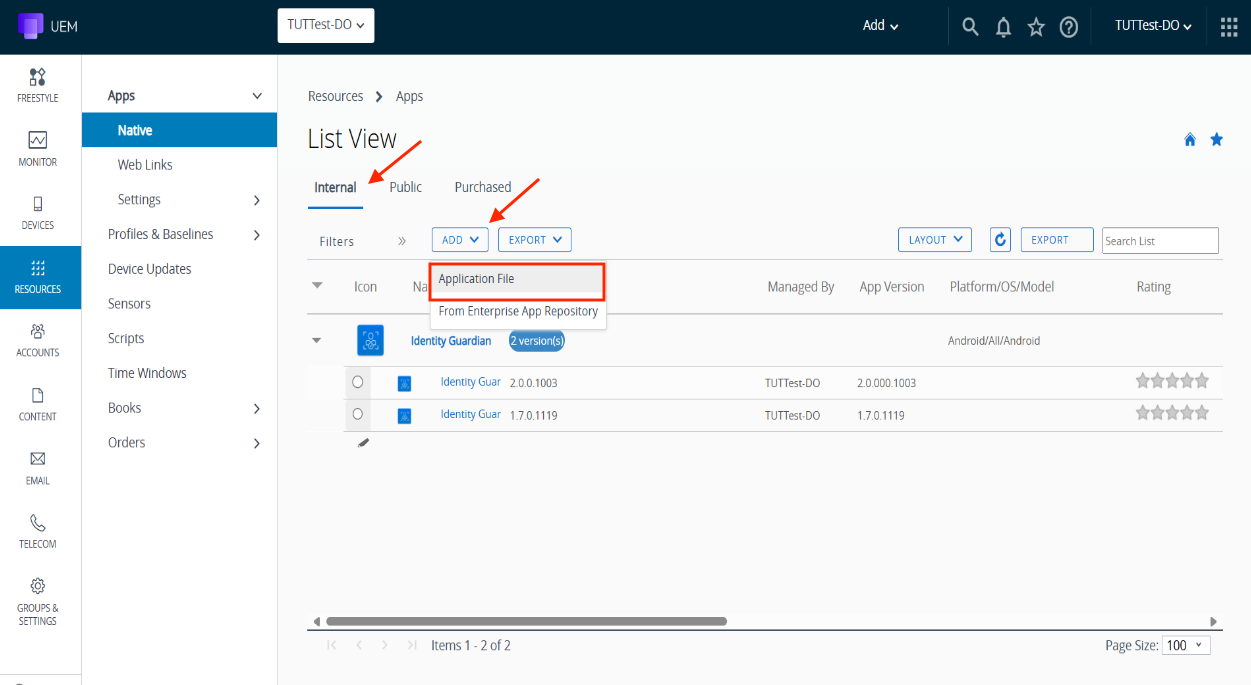 UEM
TUTTest-DO
Add
TUTTest-DO
FREESTYLE
MONITOR
DEVICES
RESOURCES
ACCOUNTS
CONTENT
EMAIL
TELECOM
GROUPS &
SETTINGS
Apps
Native
Web Links
Settings
Profiles & Baselines
Device Updates
Sensors
Scripts
Time Windows
Books
Orders
Resources > Apps
List View
Internal Public Purchased
Filters » ADD EXPORT LAYOUT EXPORT Search List
Application File
From Enterprise App Repository
Icon Na Managed By App Version Platform/OS/Model Rating
Identity Guardian 2 version(s) Android/All/Android
Identity Guar 2.0.0.1003 TUTTest-DO 2.0.000.1003
Identity Guar 1.7.0.1119 TUTTest-DO 1.7.0.1119
Items 1 - 2 of 2 Page Size: 100